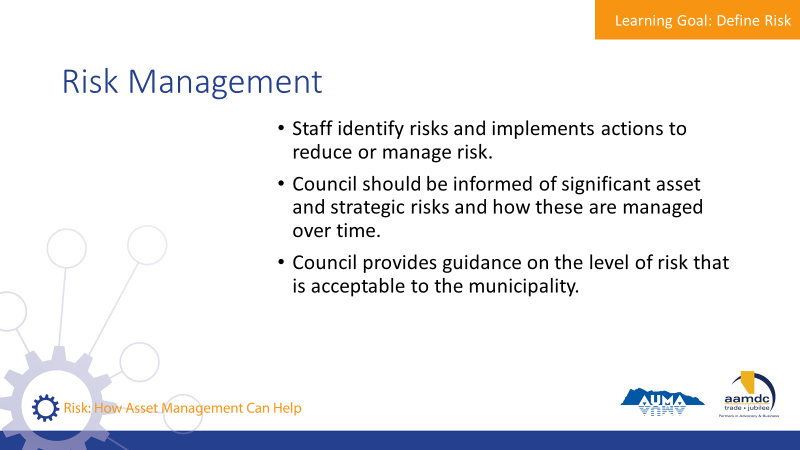 Learning Goal: Define Risk
Risk Management
• Staff identify risks and implements actions to
reduce or manage risk.
• Council should be informed of significant asset
and strategic risks and how these are managed
over time.
• Council provides guidance on the level of risk that
is acceptable to the municipality.
Risk: How Asset Management Can Help
AUMA
aamdc
trade • jubilee
Partners in Advocacy & Business